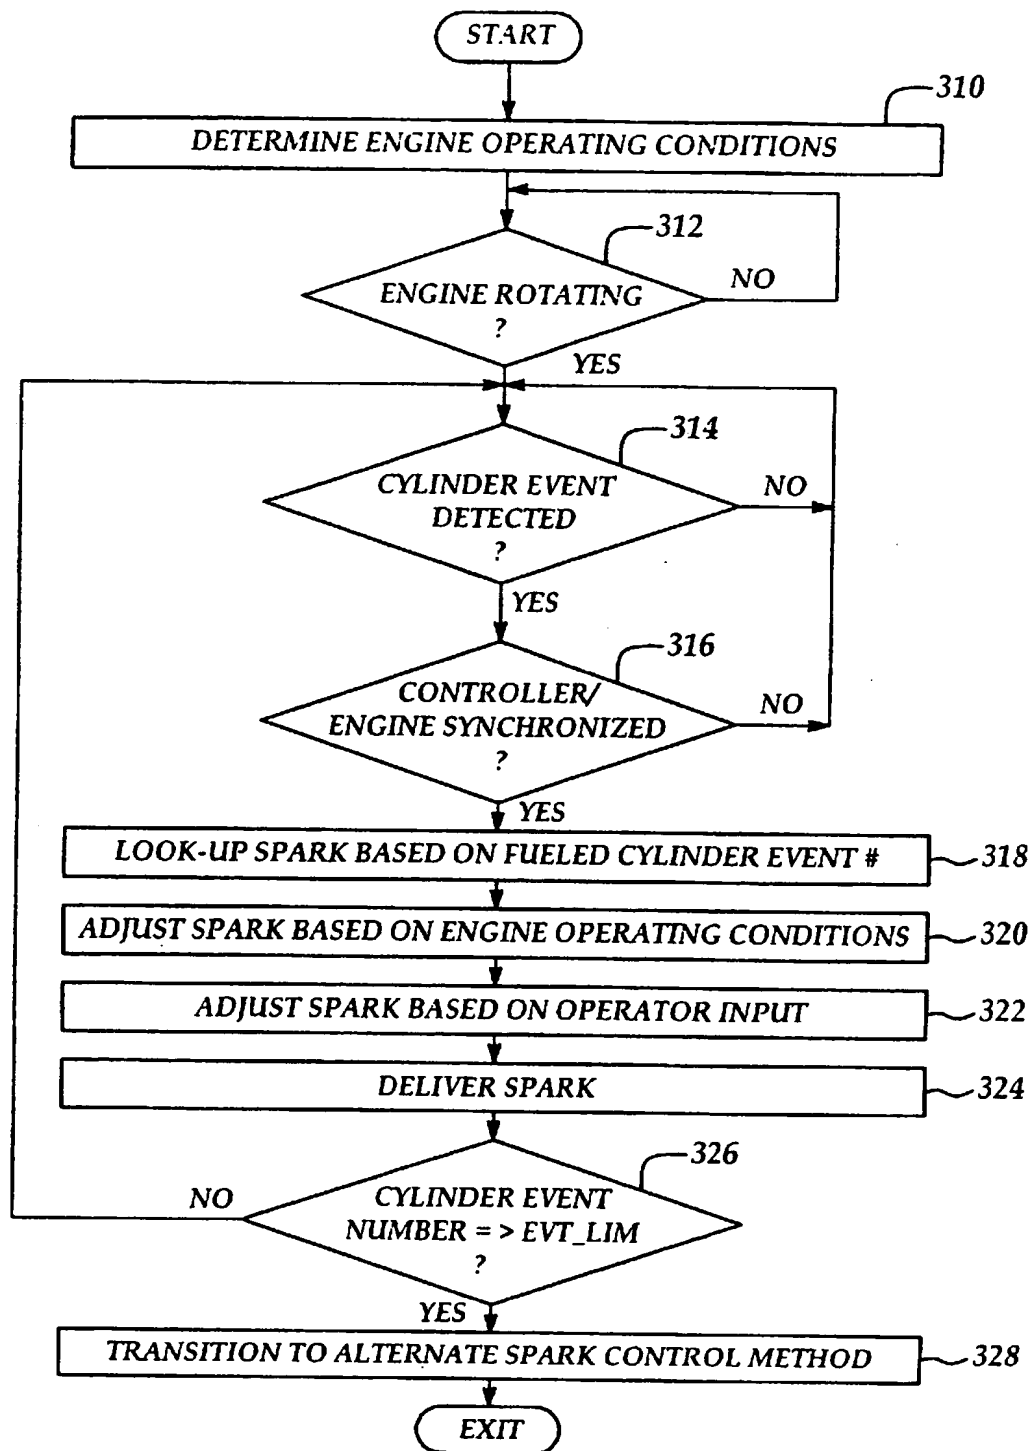 START
310
DETERMINE ENGINE OPERATING CONDITIONS
312
ENGINE ROTATING
?
NO
YES
314
CYLINDER EVENT
DETECTED
?
NO
YES
316
CONTROLLER/
ENGINE SYNCHRONIZED
?
NO
YES
LOOK-UP SPARK BASED ON FUELED CYLINDER EVENT #
318
ADJUST SPARK BASED ON ENGINE OPERATING CONDITIONS
320
ADJUST SPARK BASED ON OPERATOR INPUT
322
DELIVER SPARK
324
326
CYLINDER EVENT
NUMBER = > EVT_LIM
?
NO
YES
TRANSITION TO ALTERNATE SPARK CONTROL METHOD
328
EXIT